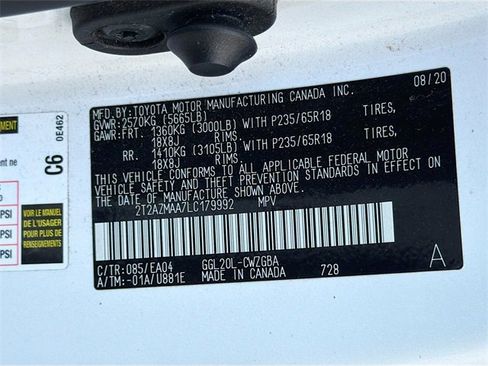 MFD.BY:TOYOTA MOTOR MANUFACTURING CANADA INC. 08/20
GVWR:2570KG (5665LB)
GAWR:FRT. 1360KG (3000LB) WITH P235/65R18 TIRES,
18X8J RIMS,
RR. 1410KG (3105LB) WITH P235/65R18 TIRES,
18X8J RIMS.
THIS VEHICLE CONFORMS TO ALL APPLICABLE FEDERAL MOTOR
VEHICLE SAFETY AND THEFT PREVENTION STANDARDS IN EFFECT
ON THE DATE OF MANUFACTURE SHOWN ABOVE.
2T2AZMAA7LC179992 MPV
C/TR:085/EA04 GGL20L-CWZGBA
A/TM:-01A/U881E MADE IN CANADA 728 A
C6 0E462
ent ne
VOIR LE MANUEL
DE L'USAGER
POUR PLUS DE
PSI
PSI
PSI